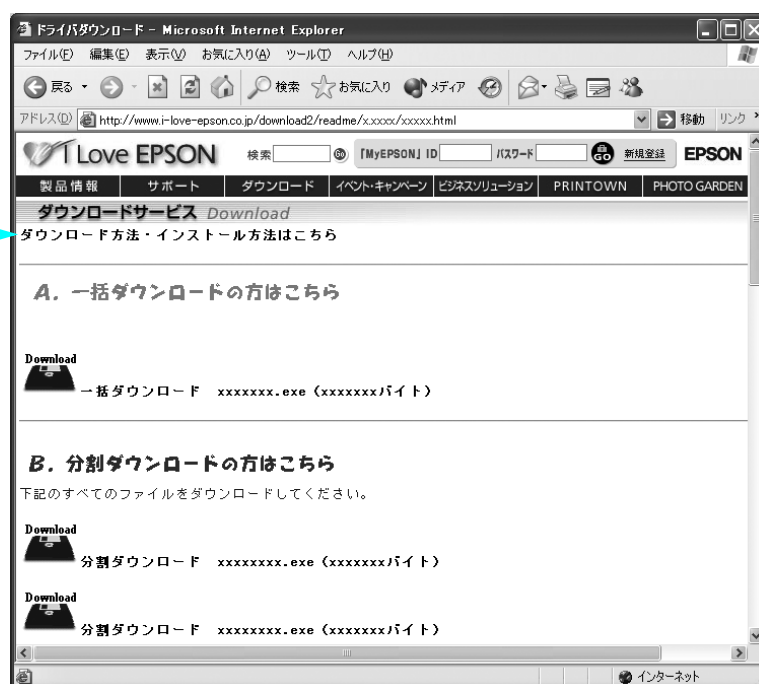 ドライバダウンロード - Microsoft Internet Explorer
ファイル(F) 編集(E) 表示(V) お気に入り(A) ツール(T) ヘルプ(H)
戻る 検索 お気に入り メディア
アドレス(D) http://www.i-love-epson.co.jp/download2/readme/x.xxxx/xxxxx.html 移動 リンク
I Love EPSON 検索 GO 「MyEPSON」 ID パスワード GO 新規登録 EPSON
製品情報 サポート ダウンロード イベント・キャンペーン ビジネスソリューション PRINTOWN PHOTO GARDEN
ダウンロードサービス Download
ダウンロード方法・インストール方法はこちら
A. 一括ダウンロードの方はこちら
Download
一括ダウンロード xxxxxxx.exe (xxxxxxxバイト)
B. 分割ダウンロードの方はこちら
下記のすべてのファイルをダウンロードしてください。
Download
分割ダウンロード xxxxxxxx.exe (xxxxxxxバイト)
Download
分割ダウンロード xxxxxxxx.exe (xxxxxxxバイト)
インターネット